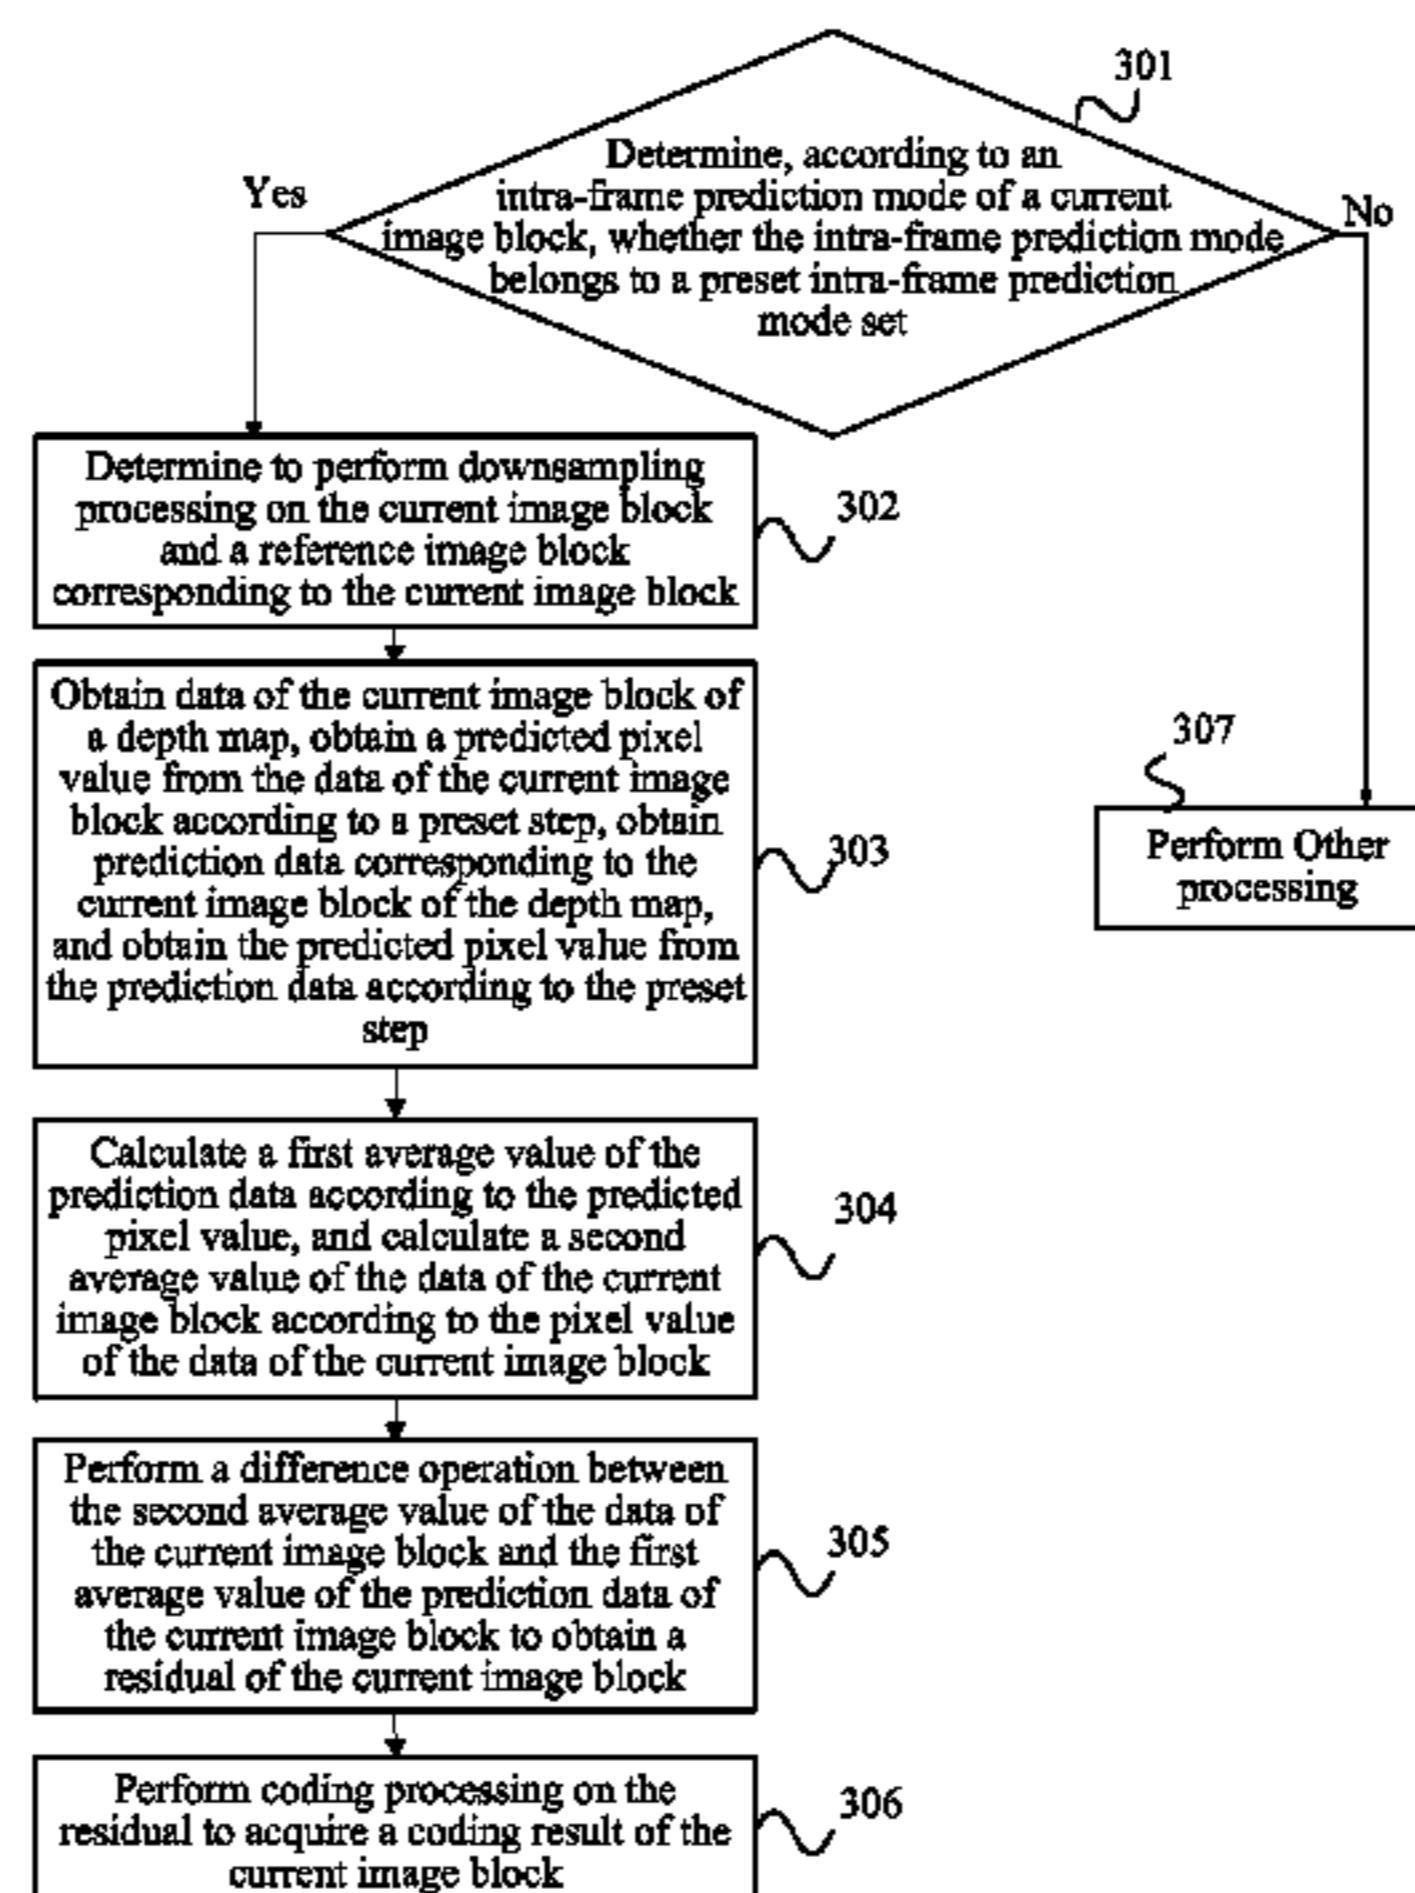 301
Determine, according to an
intra-frame prediction mode of a current
image block, whether the intra-frame prediction mode
belongs to a preset intra-frame prediction
mode set
Yes
No
Determine to perform downsampling
processing on the current image block
and a reference image block
corresponding to the current image block
302
Obtain data of the current image block of
a depth map, obtain a predicted pixel
value from the data of the current image
block according to a preset step, obtain
prediction data corresponding to the
current image block of the depth map,
and obtain the predicted pixel value from
the prediction data according to the preset
step
303
307
Perform Other
processing
Calculate a first average value of the
prediction data according to the predicted
pixel value, and calculate a second
average value of the data of the current
image block according to the pixel value
of the data of the current image block
304
Perform a difference operation between
the second average value of the data of
the current image block and the first
average value of the prediction data of
the current image block to obtain a
residual of the current image block
305
Perform coding processing on the
residual to acquire a coding result of the
current image block
306